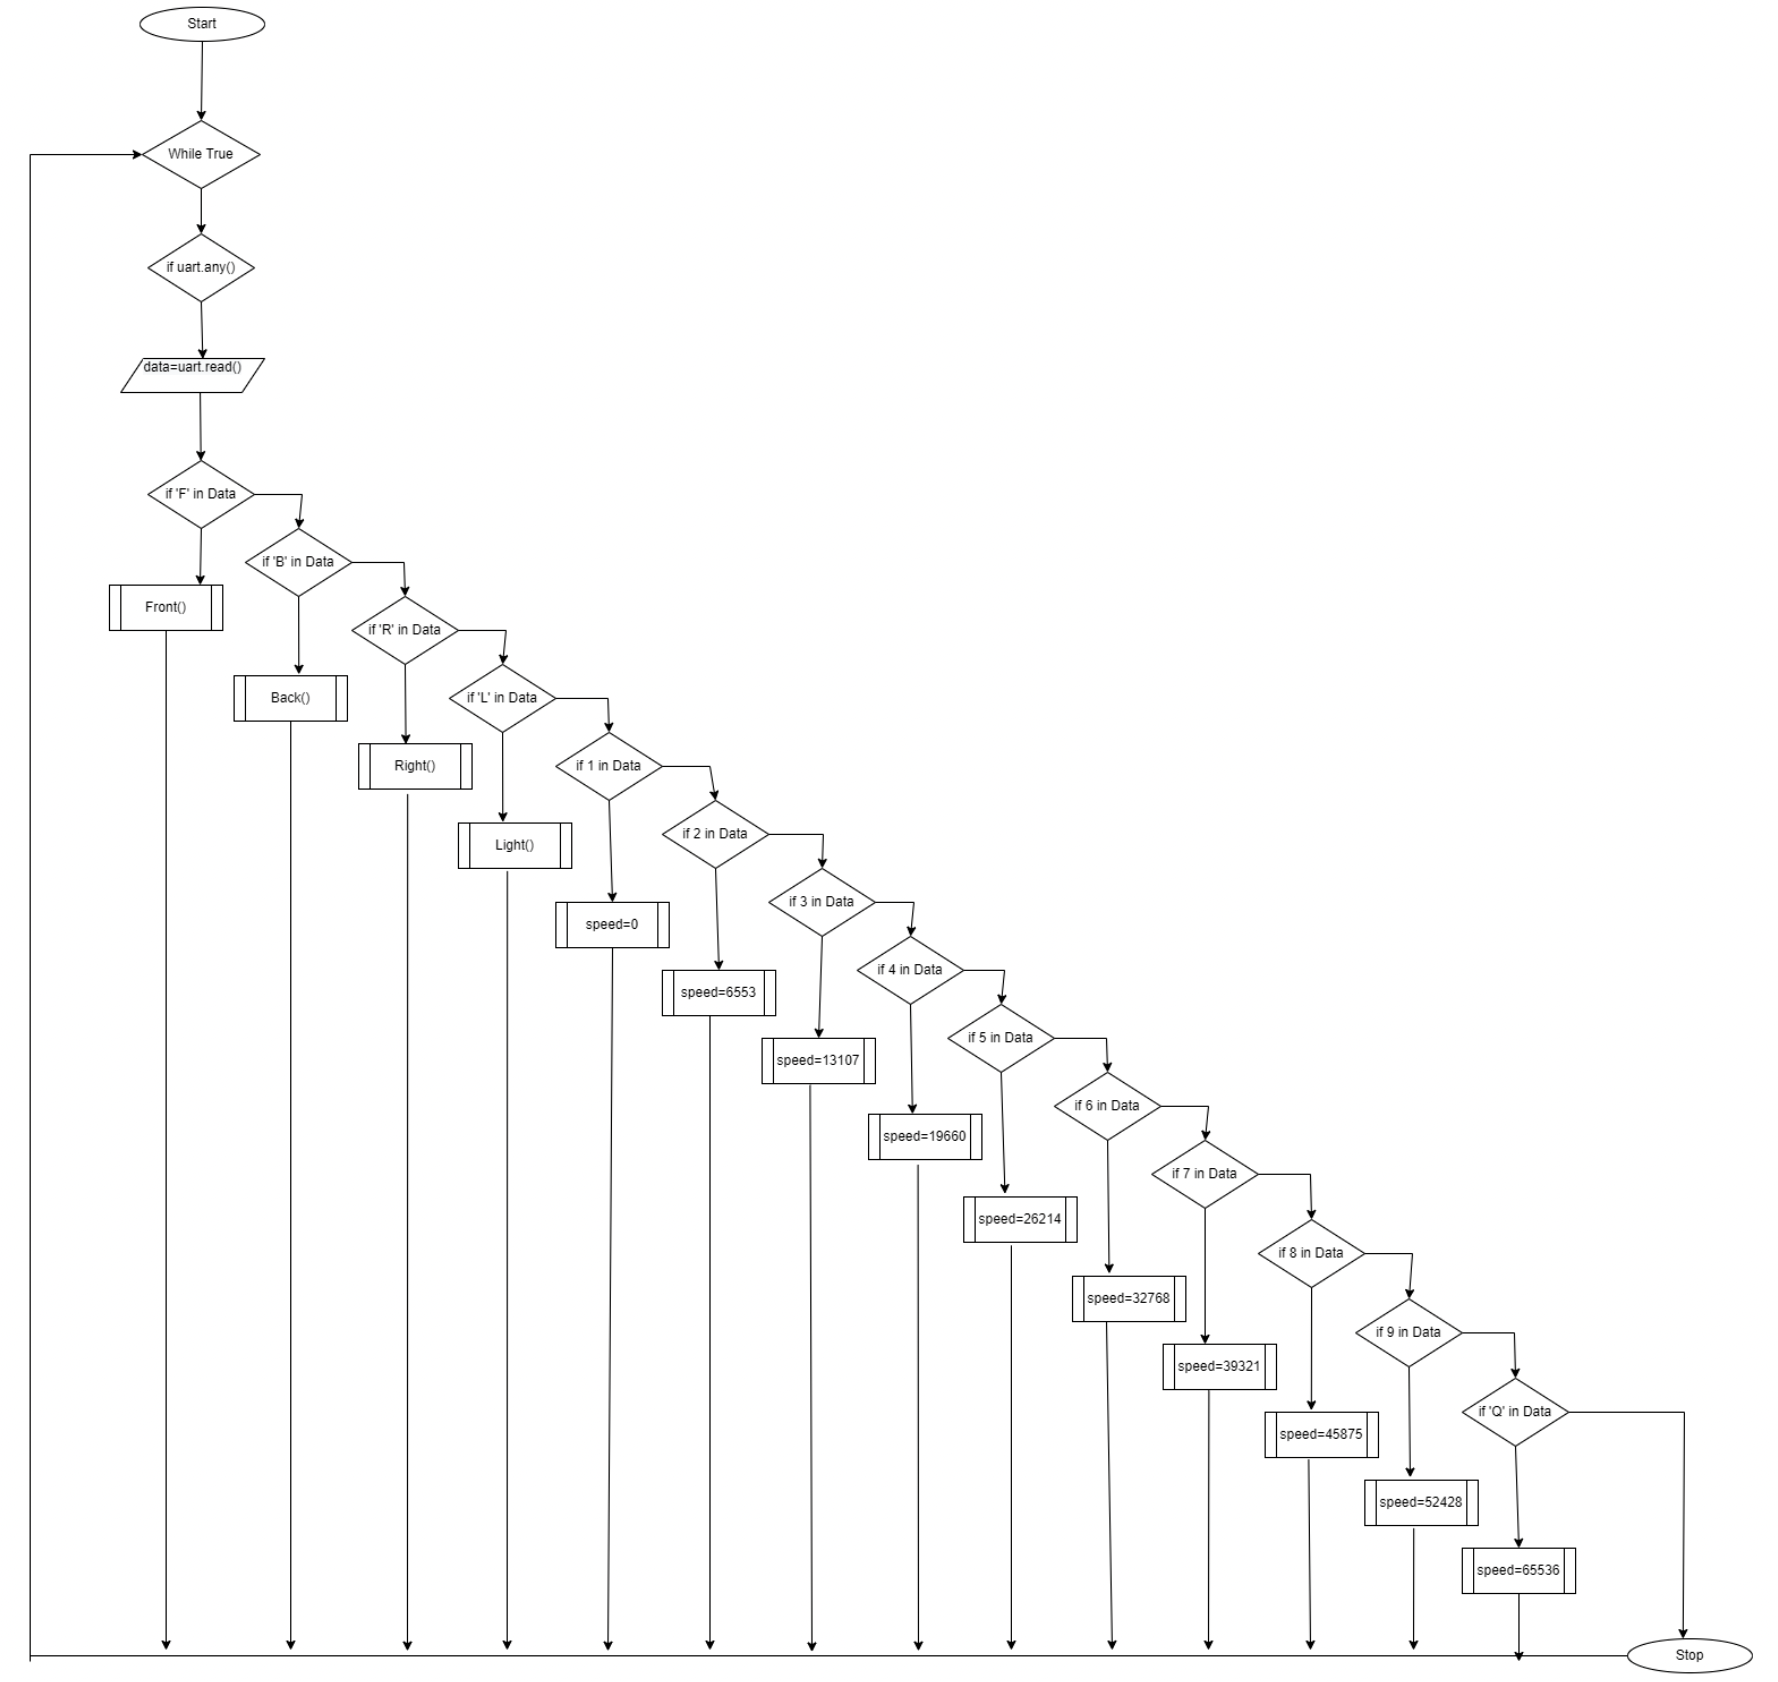 Start
While True
if uart.any()
data=uart.read()
if 'F' in Data
if 'B' in Data
Front()
if 'R' in Data
Back()
if 'L' in Data
Right()
if 1 in Data
Light()
if 2 in Data
speed=0
if 3 in Data
speed=6553
if 4 in Data
speed=13107
if 5 in Data
speed=19660
if 6 in Data
speed=26214
if 7 in Data
speed=32768
if 8 in Data
speed=39321
if 9 in Data
speed=45875
if 'Q' in Data
speed=52428
speed=65536
Stop